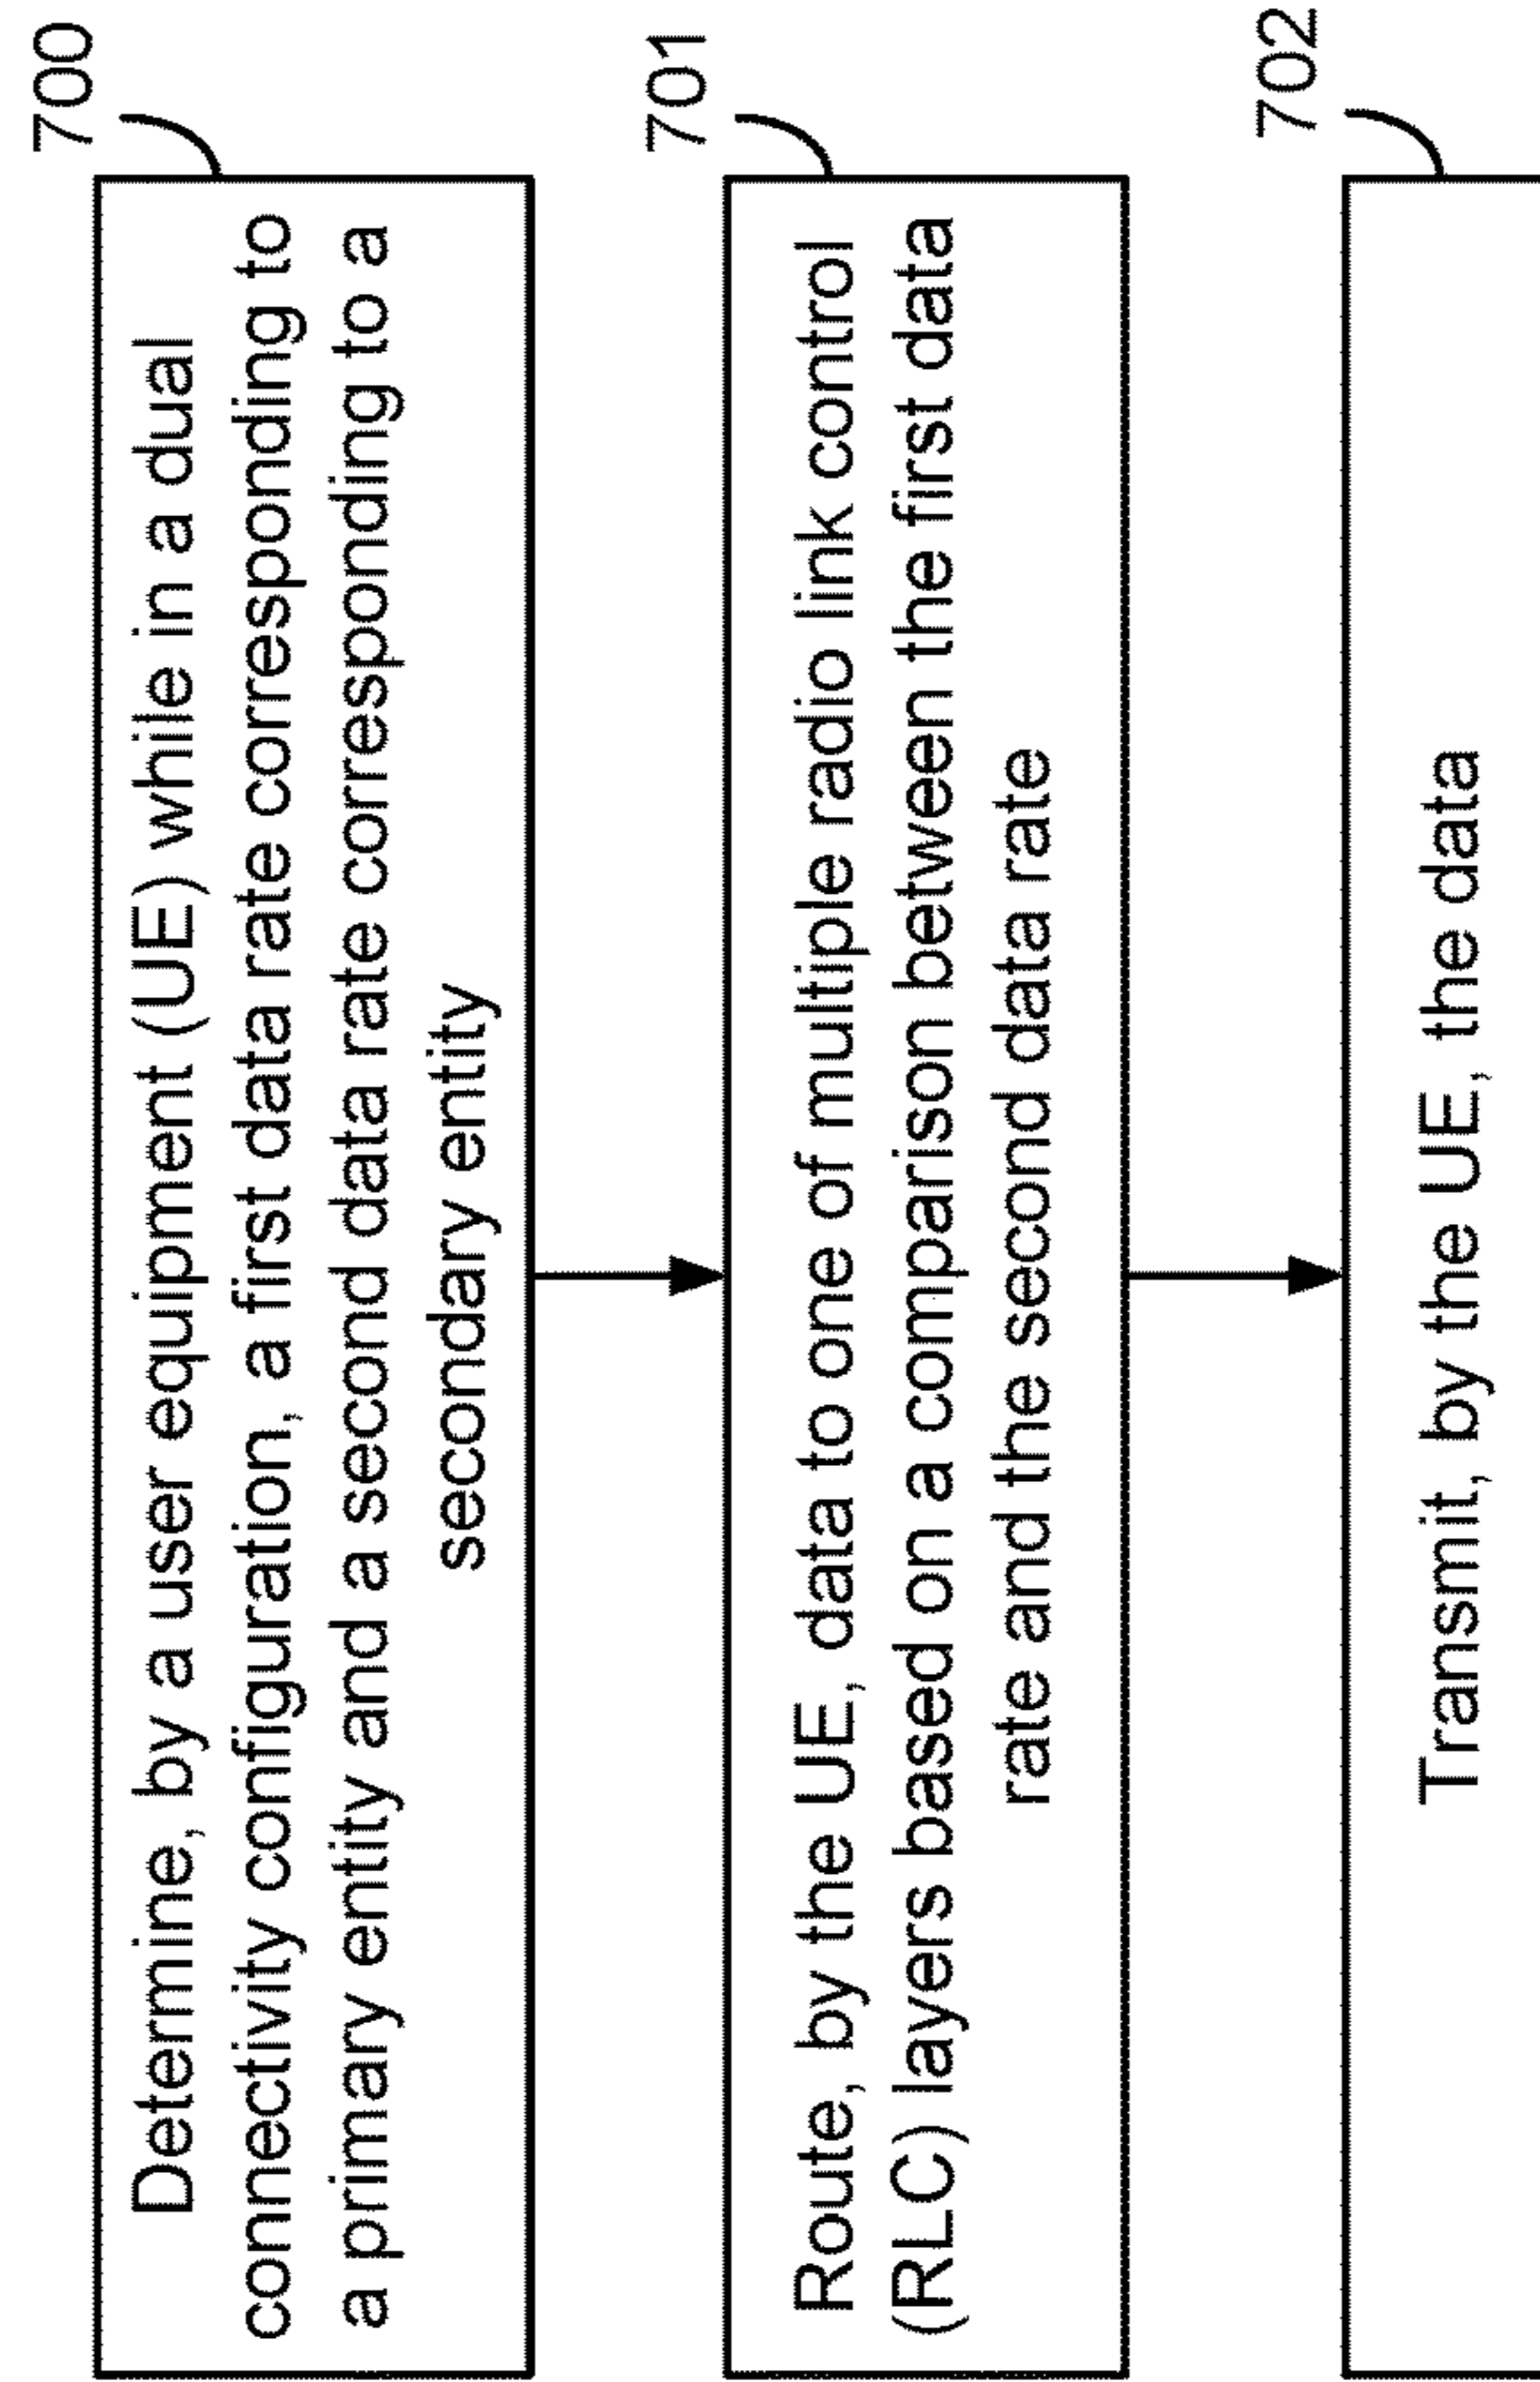 700
Determine, by a user equipment (UE) while in a dual
connectivity configuration, a first data rate corresponding to
a primary entity and a second data rate corresponding to a
secondary entity
701
Route, by the UE, data to one of multiple radio link control
(RLC) layers based on a comparison between the first data
rate and the second data rate
702
Transmit, by the UE, the data